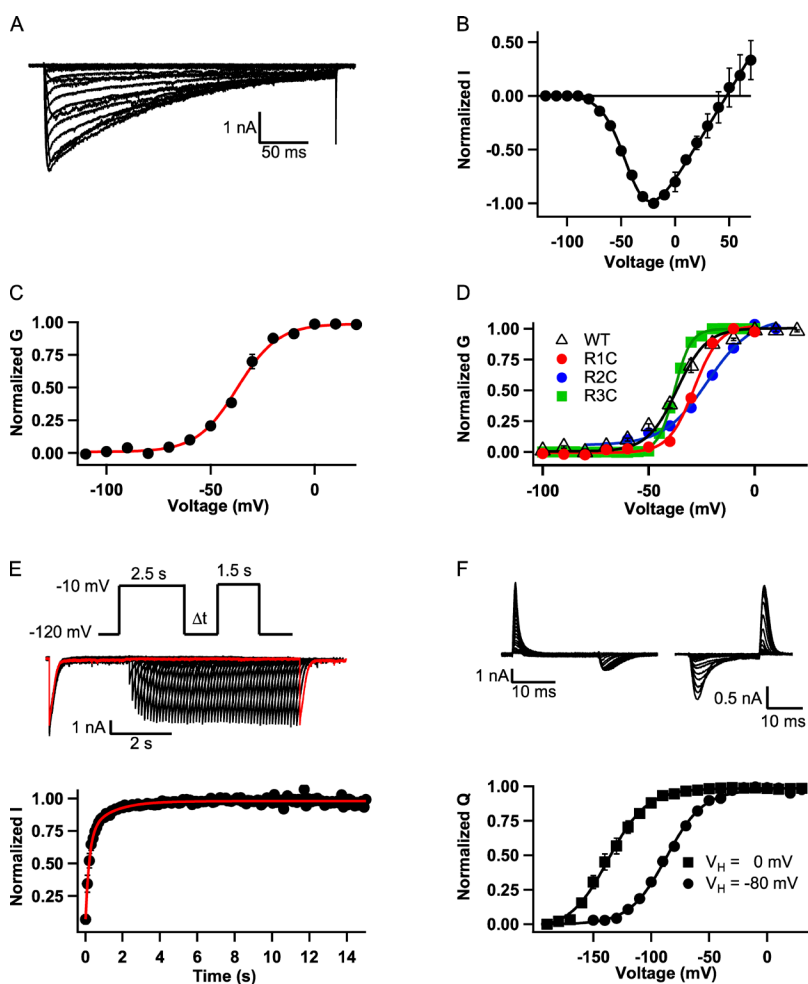 A
1 nA
50 ms
B
Normalized I
0.50
0.00
-0.50
-1.00
-100 -50 0 50
Voltage (mV)
C
Normalized G
1.00
0.75
0.50
0.25
0.00
-100 -50 0
Voltage (mV)
D
Normalized G
1.00
0.75
0.50
0.25
0.00
WT
R1C
R2C
R3C
-100 -50 0
Voltage (mV)
E
2.5 s 1.5 s
-10 mV
Δt
-120 mV
1 nA
2 s
Normalized I
1.00
0.75
0.50
0.25
0 2 4 6 8 10 12 14
Time (s)
F
1 nA
10 ms
0.5 nA
10 ms
Normalized Q
1.00
0.75
0.50
0.25
0.00
VH = 0 mV
VH = -80 mV
-150 -100 -50 0
Voltage (mV)